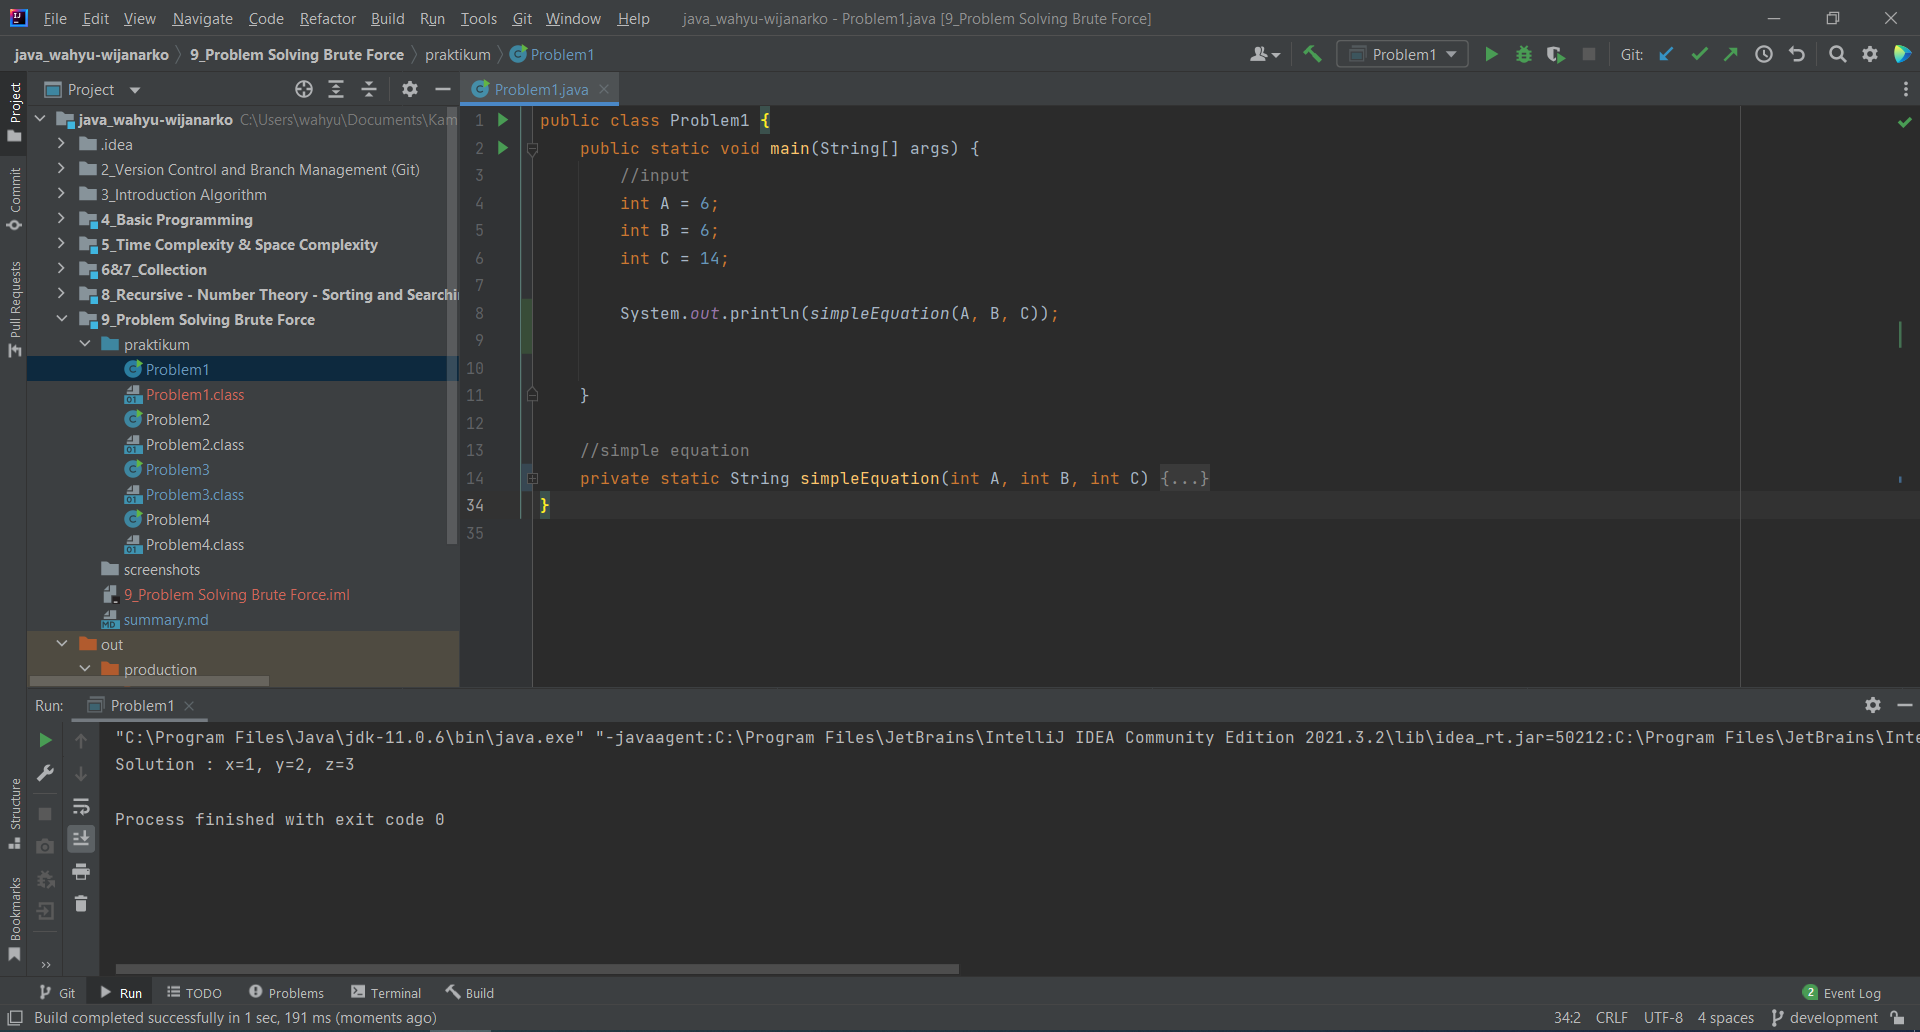 File Edit View Navigate Code Refactor Build Run Tools Git Window Help java_wahyu-wijanarko - Problem1.java [9_Problem Solving Brute Force]
java_wahyu-wijanarko 9_Problem Solving Brute Force praktikum Problem1 Problem1 Git:
Project
Problem1.java
Project
Commit
Pull Requests
Structure
Bookmarks
java_wahyu-wijanarko C:\Users\wahyu\Documents\Kam
.idea
2_Version Control and Branch Management (Git)
3_Introduction Algorithm
4_Basic Programming
5_Time Complexity & Space Complexity
6&7_Collection
8_Recursive - Number Theory - Sorting and Searchi
9_Problem Solving Brute Force
praktikum
Problem1
Problem1.class
Problem2
Problem2.class
Problem3
Problem3.class
Problem4
Problem4.class
screenshots
9_Problem Solving Brute Force.iml
summary.md
out
production
1 public class Problem1 {
2 public static void main(String[] args) {
3 //input
4 int A = 6;
5 int B = 6;
6 int C = 14;
7
8 System.out.println(simpleEquation(A, B, C));
9
10
11 }
12
13 //simple equation
14 private static String simpleEquation(int A, int B, int C) {...}
34 }
35
Run: Problem1
"C:\Program Files\Java\jdk-11.0.6\bin\java.exe" "-javaagent:C:\Program Files\JetBrains\IntelliJ IDEA Community Edition 2021.3.2\lib\idea_rt.jar=50212:C:\Program Files\JetBrains\Inte
Solution : x=1, y=2, z=3
Process finished with exit code 0
Git Run TODO Problems Terminal Build 2 Event Log
Build completed successfully in 1 sec, 191 ms (moments ago) 34:2 CRLF UTF-8 4 spaces development